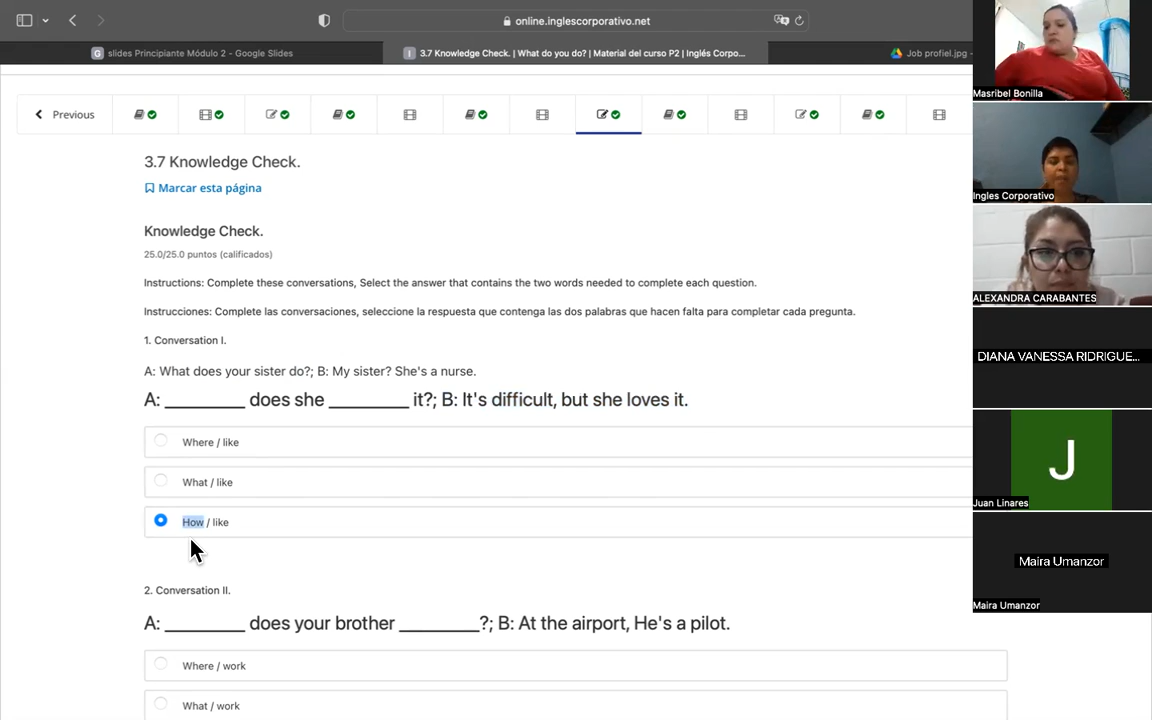 online.inglescorporativo.net
slides Principiante Módulo 2 - Google Slides
3.7 Knowledge Check. | What do you do? | Material del curso P2 | Inglés Corpo...
Job profiel.jpg -
Previous
3.7 Knowledge Check.
Marcar esta página
Knowledge Check.
25.0/25.0 puntos (calificados)
Instructions: Complete these conversations, Select the answer that contains the two words needed to complete each question.
Instrucciones: Complete las conversaciones, seleccione la respuesta que contenga las dos palabras que hacen falta para completar cada pregunta.
1. Conversation I.
A: What does your sister do?; B: My sister? She's a nurse.
A: ________ does she ________ it?; B: It's difficult, but she loves it.
Where / like
What / like
How / like
2. Conversation II.
A: ________ does your brother ________?; B: At the airport, He's a pilot.
Where / work
What / work
Masribel Bonilla
Ingles Corporativo
ALEXANDRA CARABANTES
DIANA VANESSA RIDRIGUE...
J
Juan Linares
Maira Umanzor
Maira Umanzor